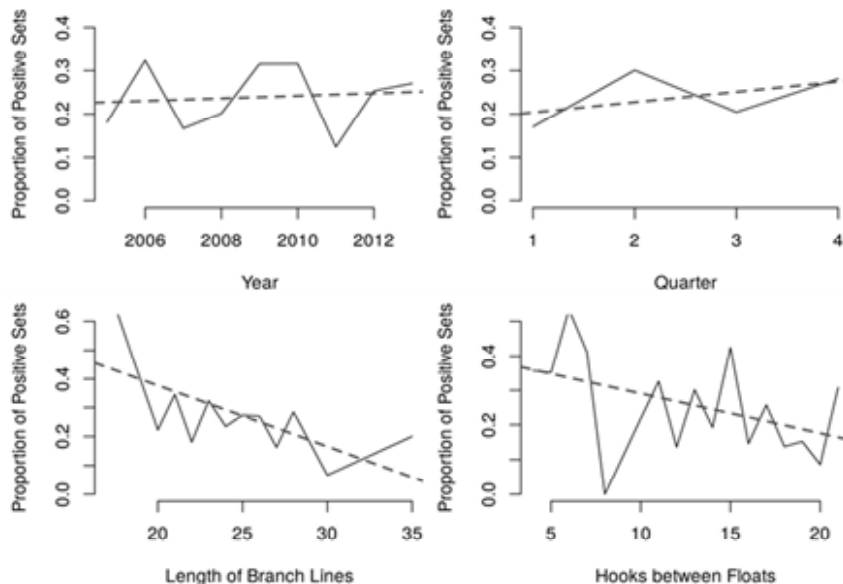 Proportion of Positive Sets
0.4
0.3
0.2
0.1
0.0
2006 2008 2010 2012
Year
Proportion of Positive Sets
0.4
0.3
0.2
0.1
0.0
1 2 3 4
Quarter
Proportion of Positive Sets
0.6
0.4
0.2
0.0
20 25 30 35
Length of Branch Lines
Proportion of Positive Sets
0.4
0.2
0.0
5 10 15 20
Hooks between Floats